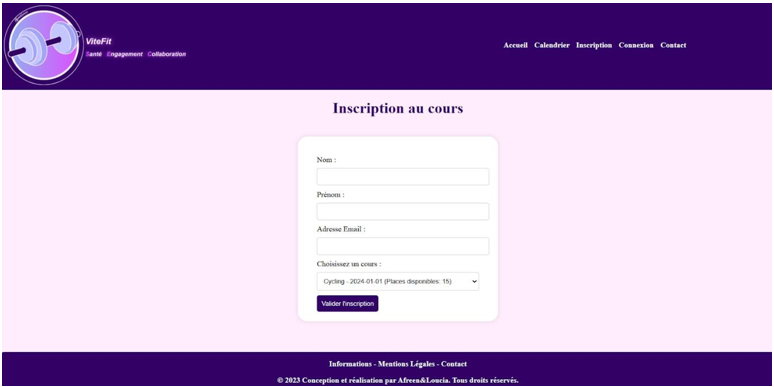 ViteFit
Santé Engagement Collaboration
Accueil Calendrier Inscription Connexion Contact
Inscription au cours
Nom :
Prénom :
Adresse Email :
Choisissez un cours :
Cycling - 2024-01-01 (Places disponibles: 15)
Valider l'inscription
Informations - Mentions Légales - Contact
© 2023 Conception et réalisation par Afreen&Loucia. Tous droits réservés.